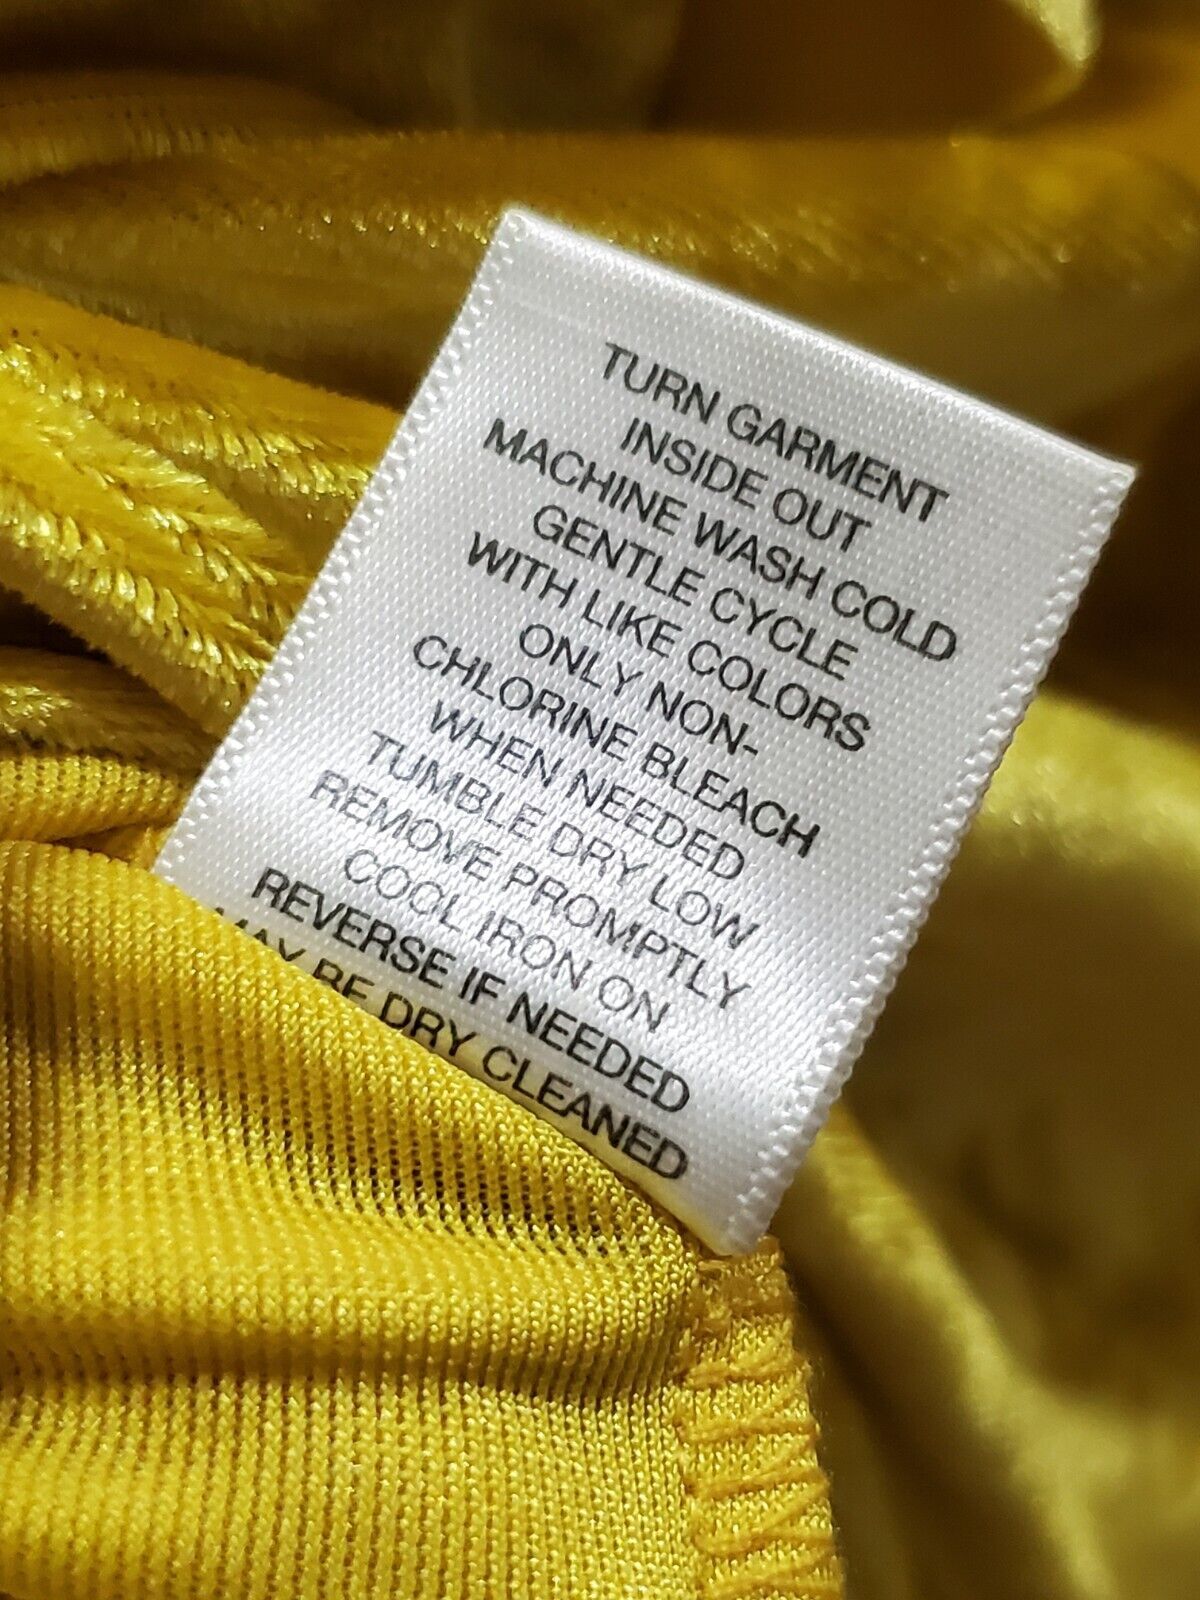 TURN GARMENT
INSIDE OUT
MACHINE WASH COLD
GENTLE CYCLE
WITH LIKE COLORS
ONLY NON-
CHLORINE BLEACH
WHEN NEEDED
TUMBLE DRY LOW
REMOVE PROMPTLY
COOL IRON ON
REVERSE IF NEEDED
MAY BE DRY CLEANED